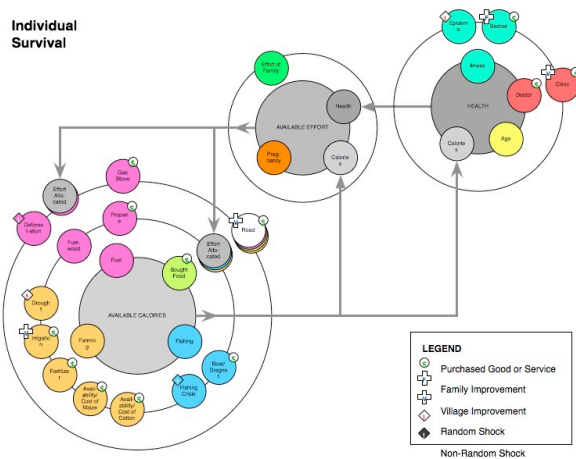 Individual
Survival
Epidem
ic
Bednet
Illness
Clinic
Doctor
HEALTH
Age
Calorie
s
Effort of
Family
Health
AVAILABLE EFFORT
Preg-
nancy
Calorie
s
Gas
Stove
Effort
Allo-
cated
Defores
t-ation
Propan
e
Road
Fuel-
wood
Effort
Allo-
cated
Fuel
Bought
Food
Drough
t
AVAILABLE CALORIES
Irrigatio
n
Farmin
g
Fishing
Fertilize
r
Boat/
Dragne
t
Fishing
Crisis
Avail-
ability/
Cost of
Maize
Avail-
ability/
Cost of
Cotton
LEGEND
Purchased Good or Service
Family Improvement
Village Improvement
Random Shock
Non-Random Shock